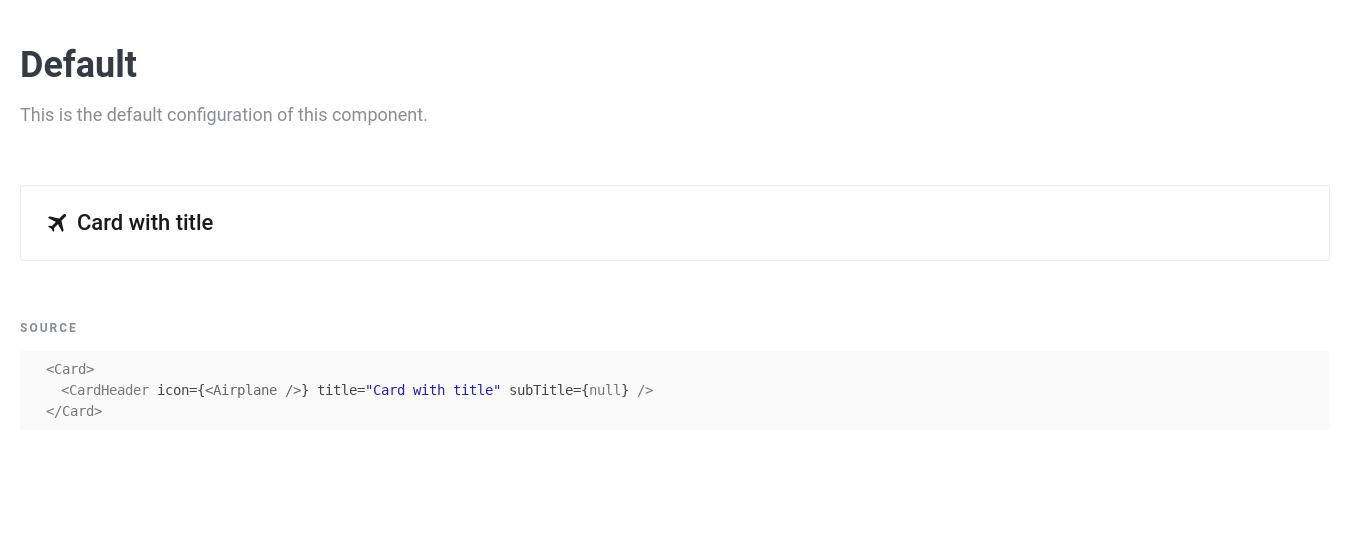 Default
This is the default configuration of this component.
Card with title
SOURCE
<Card>
  <CardHeader icon={<Airplane />} title="Card with title" subTitle={null} />
</Card>